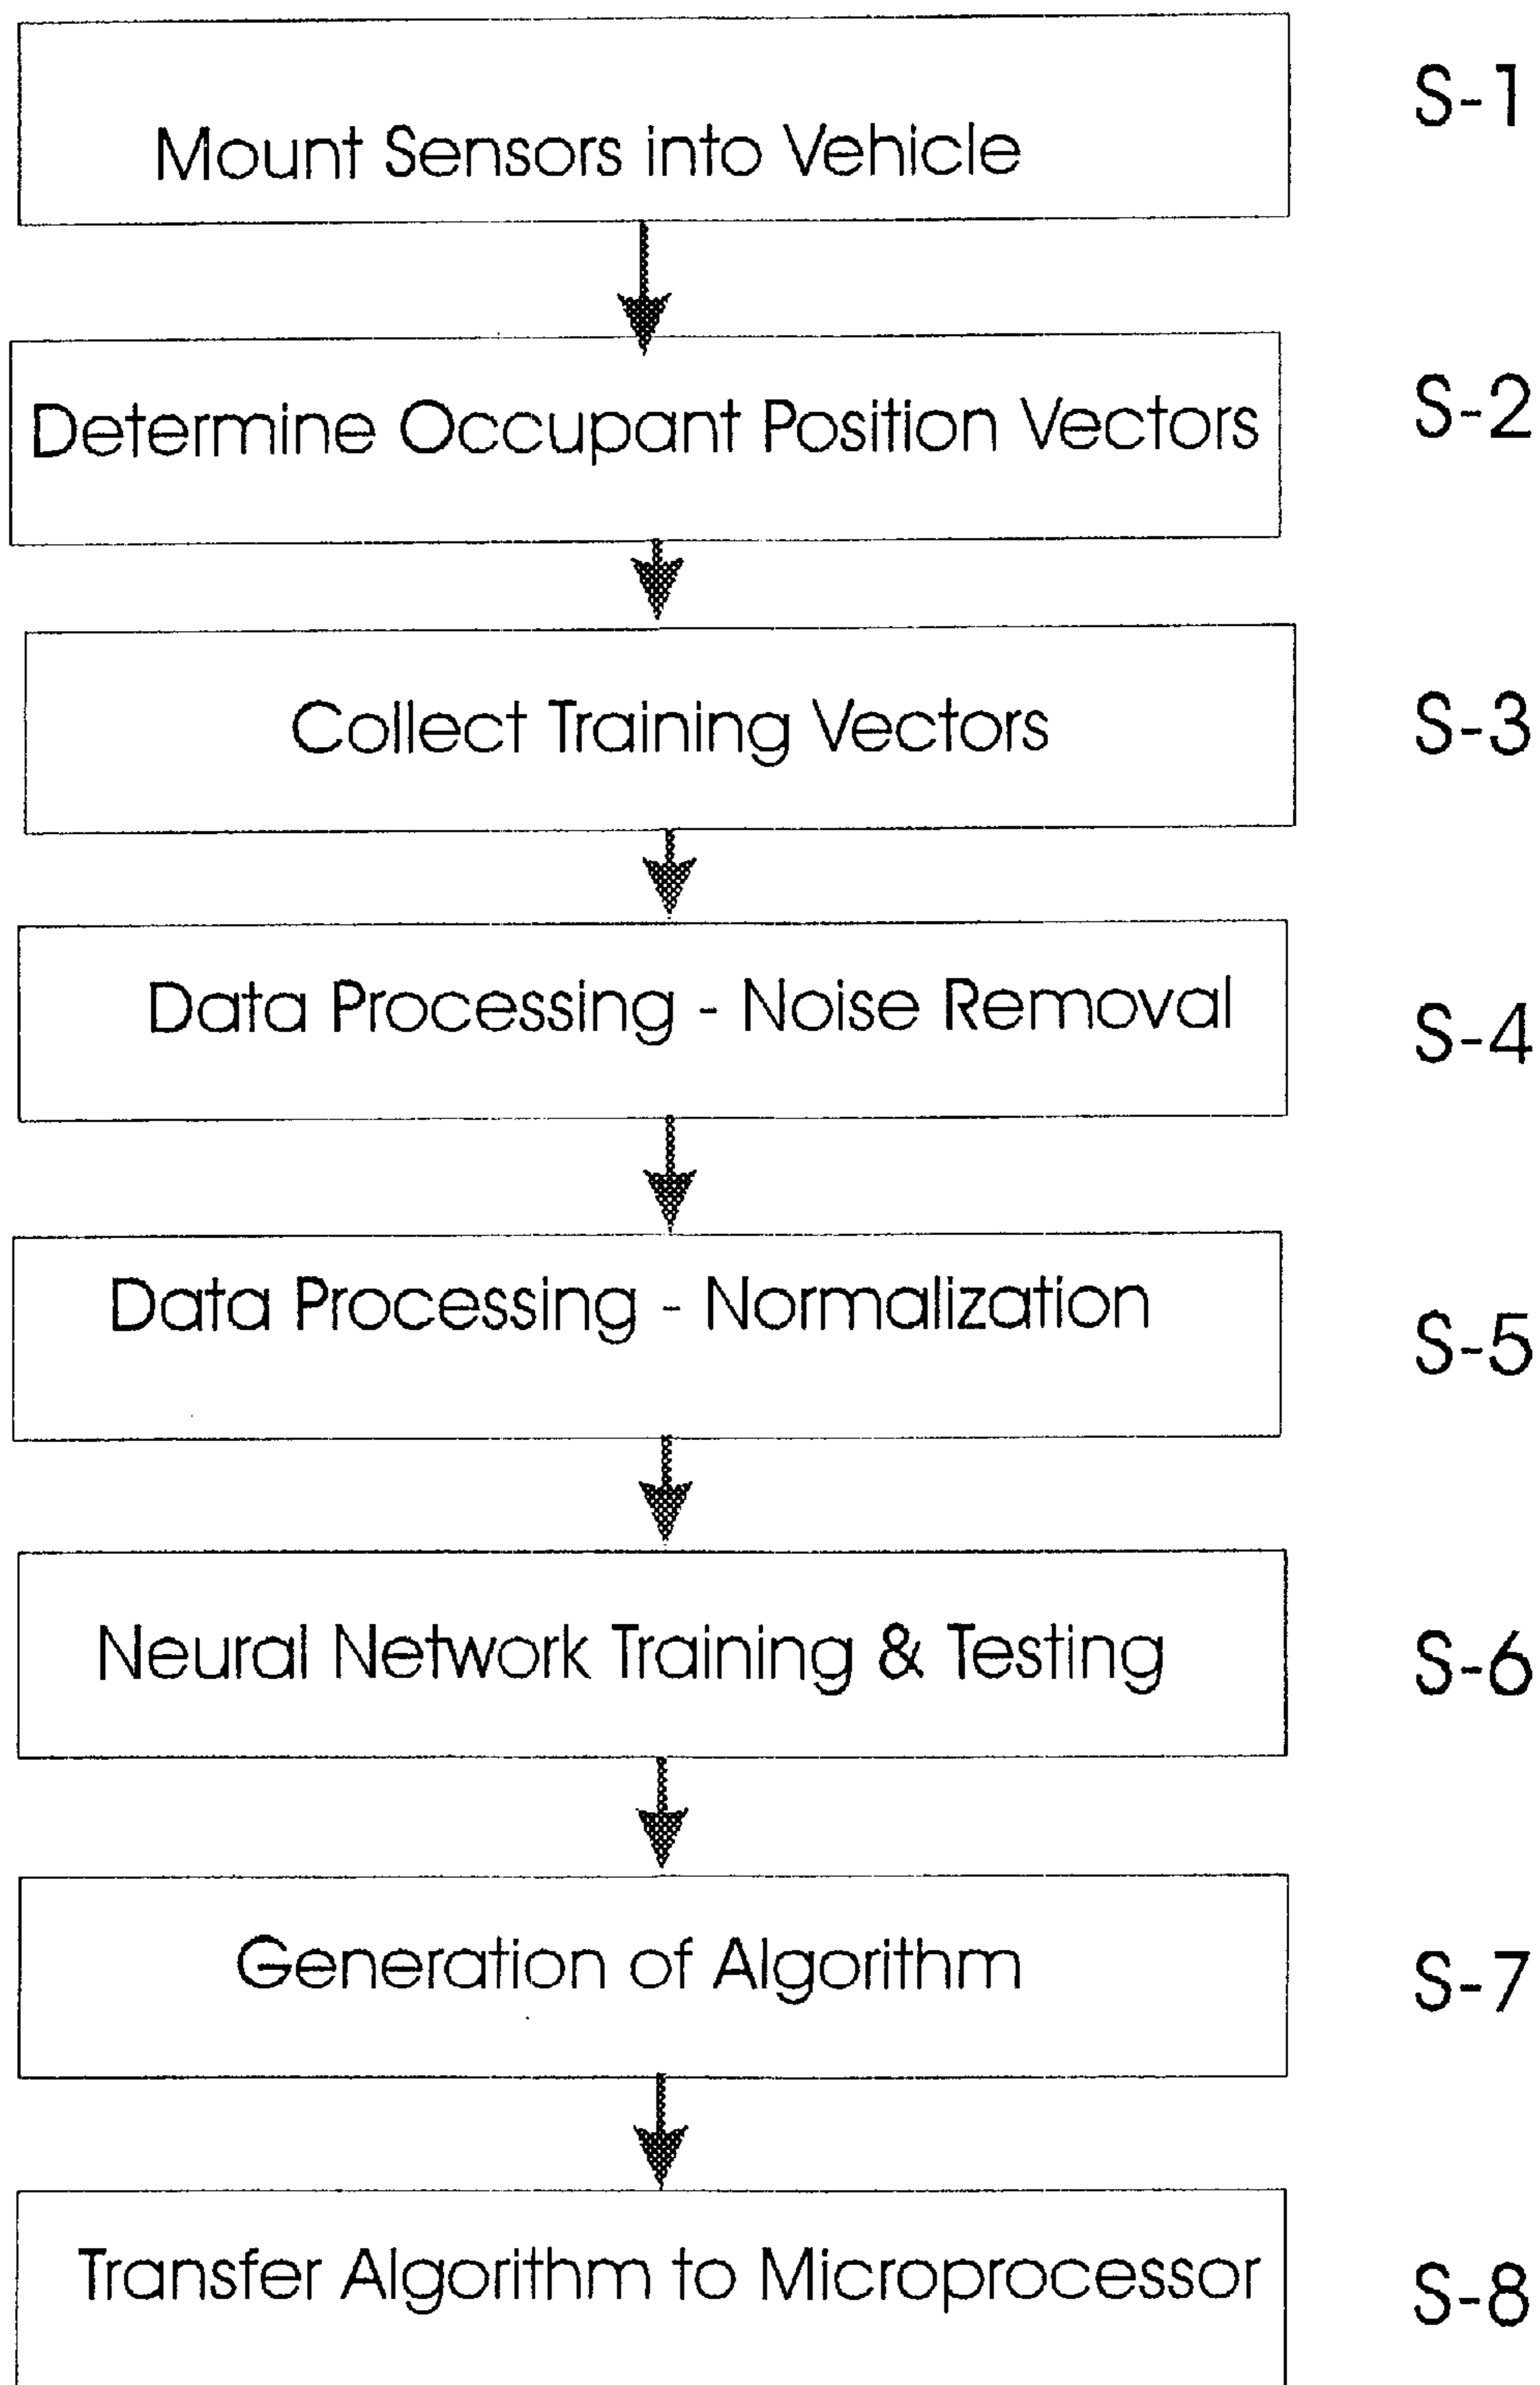 Mount Sensors into Vehicle S-1
Determine Occupant Position Vectors S-2
Collect Training Vectors S-3
Data Processing - Noise Removal S-4
Data Processing - Normalization S-5
Neural Network Training & Testing S-6
Generation of Algorithm S-7
Transfer Algorithm to Microprocessor S-8